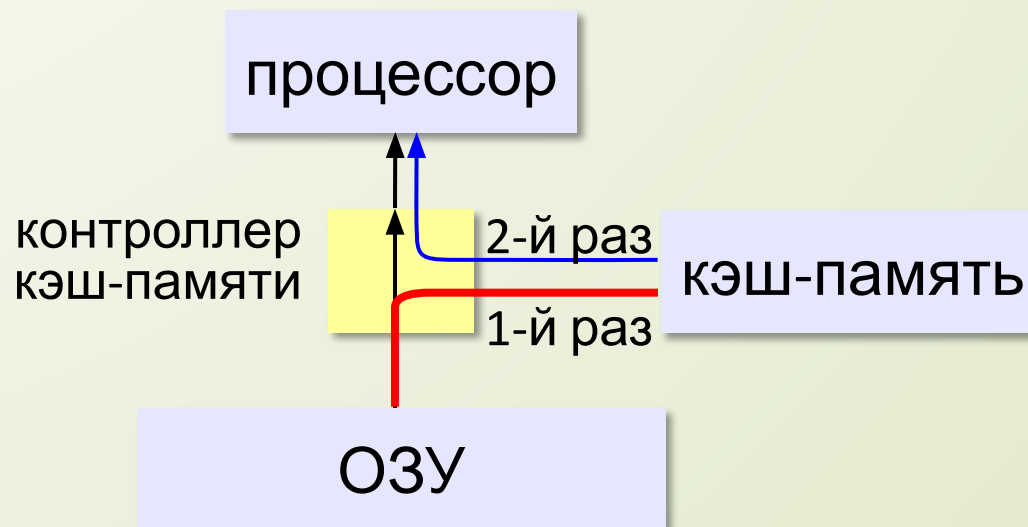 процессор
контроллер
кэш-памяти
2-й раз
кэш-память
1-й раз
ОЗУ